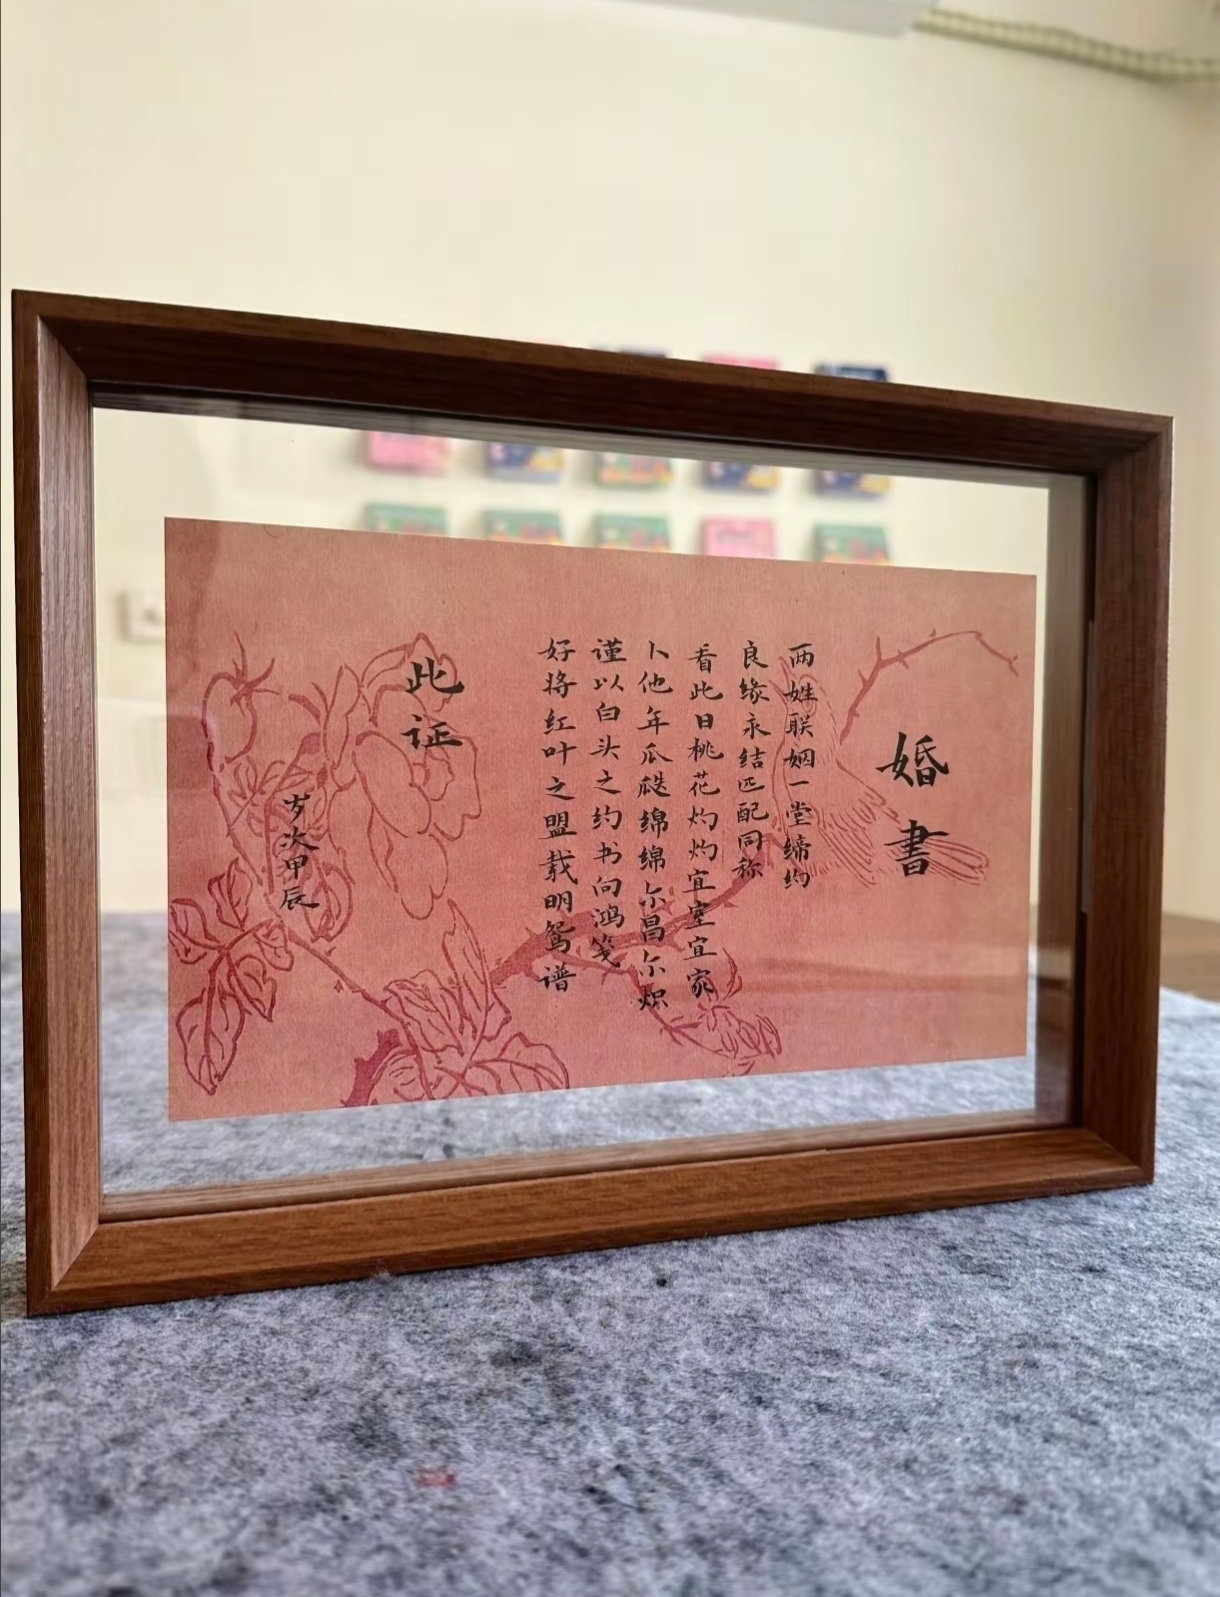 婚書
两姓联姻一堂缔约
良缘永结匹配同称
看此日桃花灼灼宜室宜家
卜他年瓜瓞绵绵尔昌尔炽
谨以白头之约书向鸿笺
好将红叶之盟载明鸳谱
此证
岁次甲辰